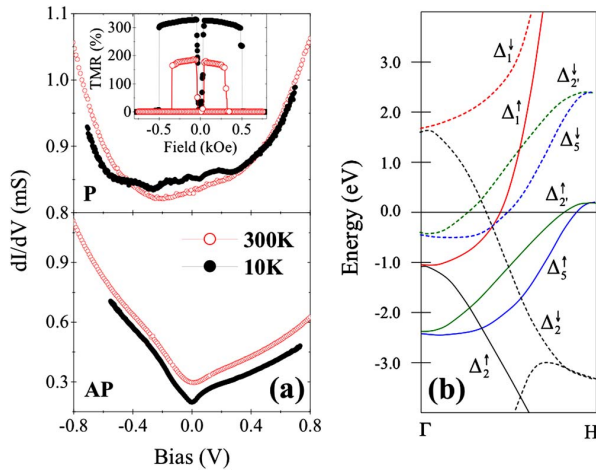 1.1
1.0
0.9
0.8
P
TMR (%)
300
200
100
0
-0.5
0.0
0.5
Field (kOe)
dI/dV (mS)
0.8
0.6
0.3
AP
300K
10K
(a)
-0.8
-0.4
0.0
0.4
0.8
Bias (V)
Energy (eV)
4.0
3.0
2.0
1.0
0.0
-1.0
-2.0
-3.0
Δ₁↓
Δ₂'↓
Δ₁↑
Δ₅↓
Δ₂'↑
Δ₅↑
Δ₂↓
Δ₂↑
(b)
Γ
H